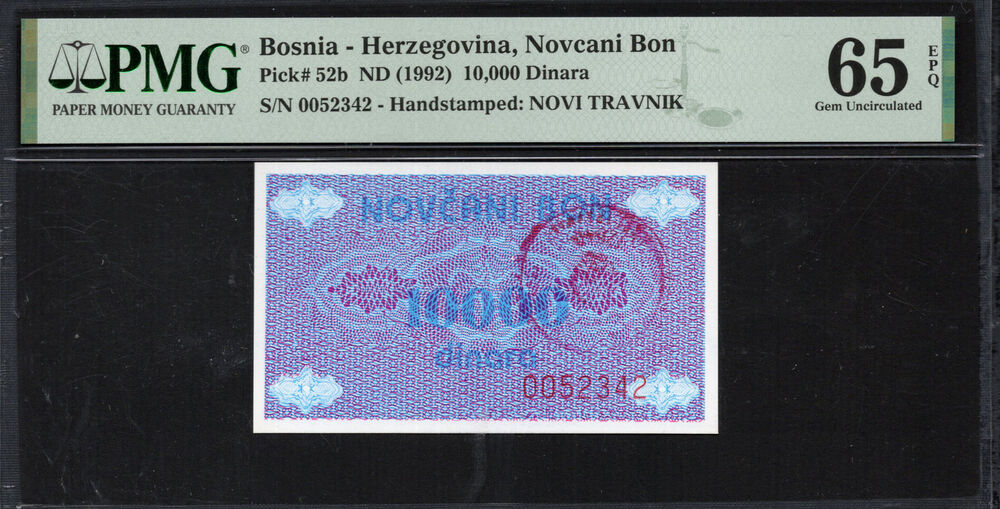 PMG®
PAPER MONEY GUARANTY
Bosnia - Herzegovina, Novcani Bon
Pick# 52b ND (1992) 10,000 Dinara
S/N 0052342 - Handstamped: NOVI TRAVNIK
65 EPQ
Gem Uncirculated
NOVČANI BON
10000
dinara
0052342